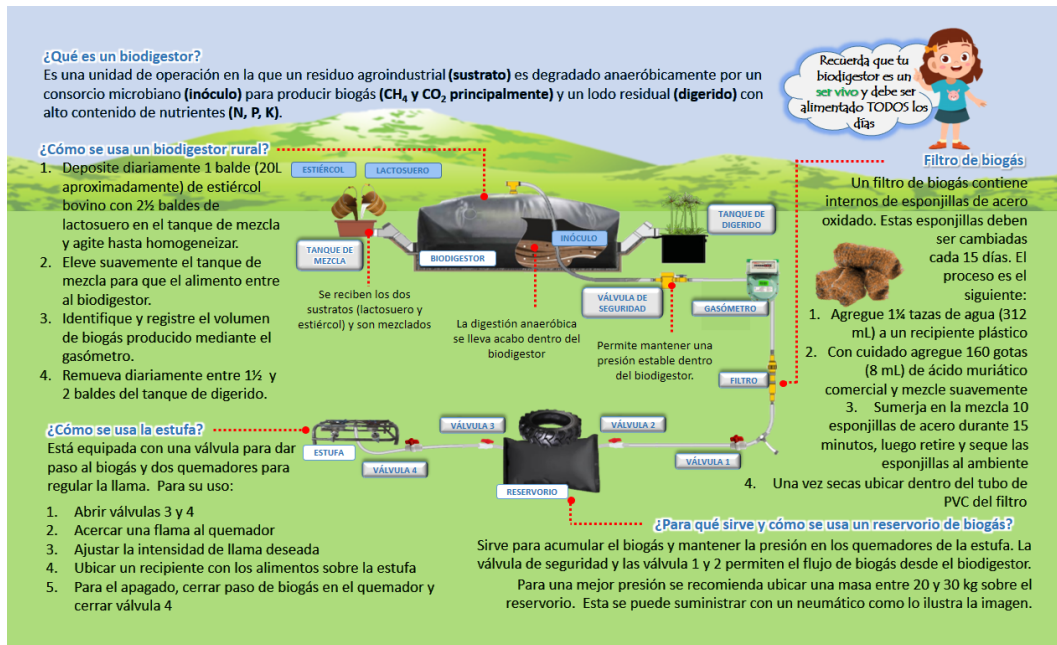 ¿Qué es un biodigestor?
Es una unidad de operación en la que un residuo agroindustrial (sustrato) es degradado anaeróbicamente por un
consorcio microbiano (inóculo) para producir biogás (CH₄ y CO₂ principalmente) y un lodo residual (digerido) con
alto contenido de nutrientes (N, P, K).
Recuerda que tu
biodigestor es un
ser vivo y debe ser
alimentado TODOS los
días
¿Cómo se usa un biodigestor rural?
1. Deposite diariamente 1 balde (20L
aproximadamente) de estiércol
bovino con 2½ baldes de
lactosuero en el tanque de mezcla
y agite hasta homogeneizar.
2. Eleve suavemente el tanque de
mezcla para que el alimento entre
al biodigestor.
3. Identifique y registre el volumen
de biogás producido mediante el
gasómetro.
4. Remueva diariamente entre 1½ y
2 baldes del tanque de digerido.
ESTIÉRCOL
LACTOSUERO
TANQUE DE
MEZCLA
BIODIGESTOR
INÓCULO
TANQUE DE
DIGERIDO
Se reciben los dos
sustratos (lactosuero y
estiércol) y son mezclados
La digestión anaeróbica
se lleva acabo dentro del
biodigestor
VÁLVULA DE
SEGURIDAD
GASÓMETRO
Permite mantener una
presión estable dentro
del biodigestor.
FILTRO
Filtro de biogás
Un filtro de biogás contiene
internos de esponjillas de acero
oxidado. Estas esponjillas deben
ser cambiadas
cada 15 días. El
proceso es el
siguiente:
1. Agregue 1¼ tazas de agua (312
mL) a un recipiente plástico
2. Con cuidado agregue 160 gotas
(8 mL) de ácido muriático
comercial y mezcle suavemente
3. Sumerja en la mezcla 10
esponjillas de acero durante 15
minutos, luego retire y seque las
esponjillas al ambiente
4. Una vez secas ubicar dentro del tubo de
PVC del filtro
¿Cómo se usa la estufa?
Está equipada con una válvula para dar
paso al biogás y dos quemadores para
regular la llama. Para su uso:
1. Abrir válvulas 3 y 4
2. Acercar una flama al quemador
3. Ajustar la intensidad de llama deseada
4. Ubicar un recipiente con los alimentos sobre la estufa
5. Para el apagado, cerrar paso de biogás en el quemador y
cerrar válvula 4
ESTUFA
VÁLVULA 3
VÁLVULA 4
VÁLVULA 2
VÁLVULA 1
RESERVORIO
¿Para qué sirve y cómo se usa un reservorio de biogás?
Sirve para acumular el biogás y mantener la presión en los quemadores de la estufa. La
válvula de seguridad y las válvula 1 y 2 permiten el flujo de biogás desde el biodigestor.
Para una mejor presión se recomienda ubicar una masa entre 20 y 30 kg sobre el
reservorio. Esta se puede suministrar con un neumático como lo ilustra la imagen.